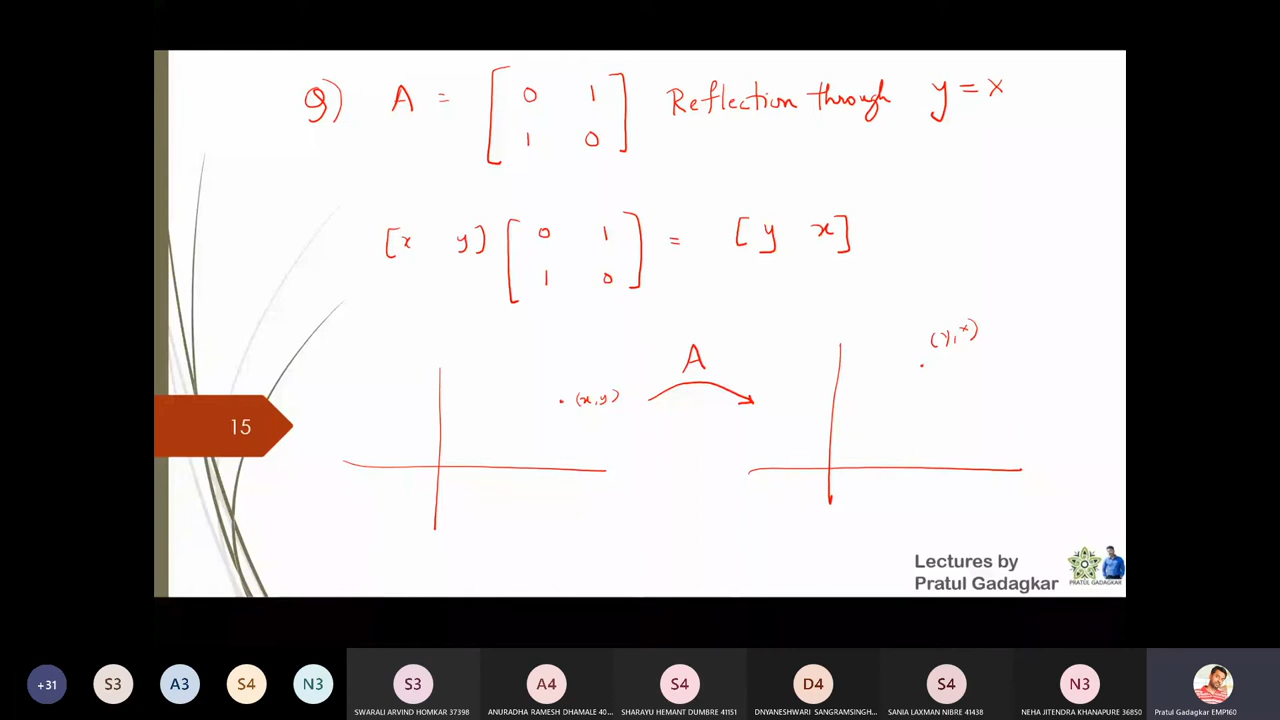 Q) A = [ 0 1 Reflection through y = x
1 0 ]
[x y] [ 0 1 = [ y x ]
1 0 ]
(y, x)
A
(x, y)
15
Lectures by
Pratul Gadagkar
PRATUL GADAGKAR
+31 S3 A3 S4 N3 S3 A4 S4 D4 S4 N3
SWARALI ARVIND HOMKAR 37398 ANURADHA RAMESH DHAMALE 40... SHARAYU HEMANT DUMBRE 41151 DNYANESHWARI SANGRAMSINGH... SANIA LAXMAN NIBRE 41438 NEHA JITENDRA KHANAPURE 36850 Pratul Gadagkar EMP160